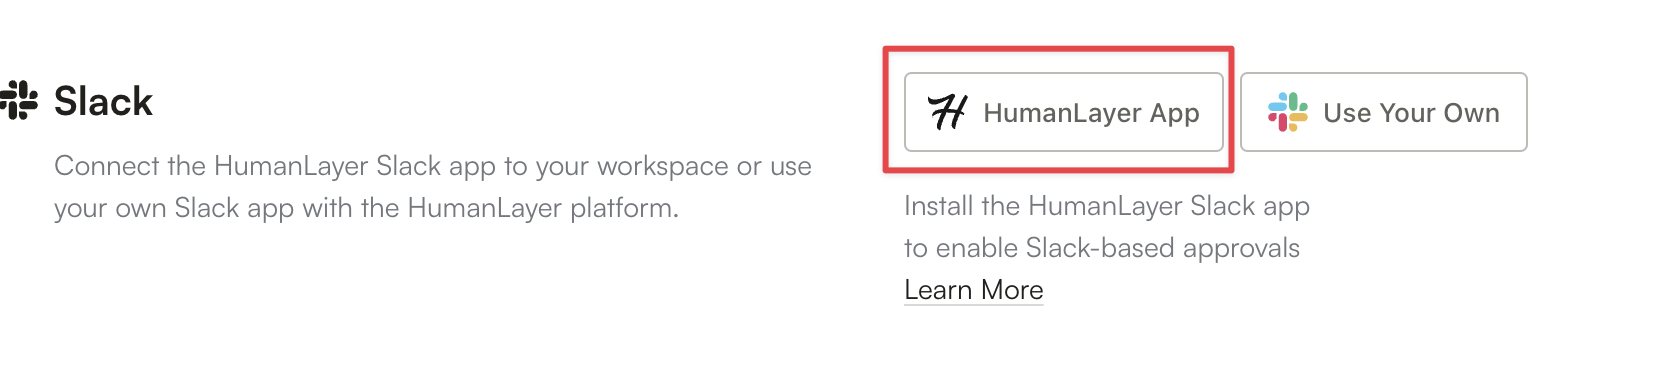 Slack
Connect the HumanLayer Slack app to your workspace or use
your own Slack app with the HumanLayer platform.
HumanLayer App
Use Your Own
Install the HumanLayer Slack app
to enable Slack-based approvals
Learn More